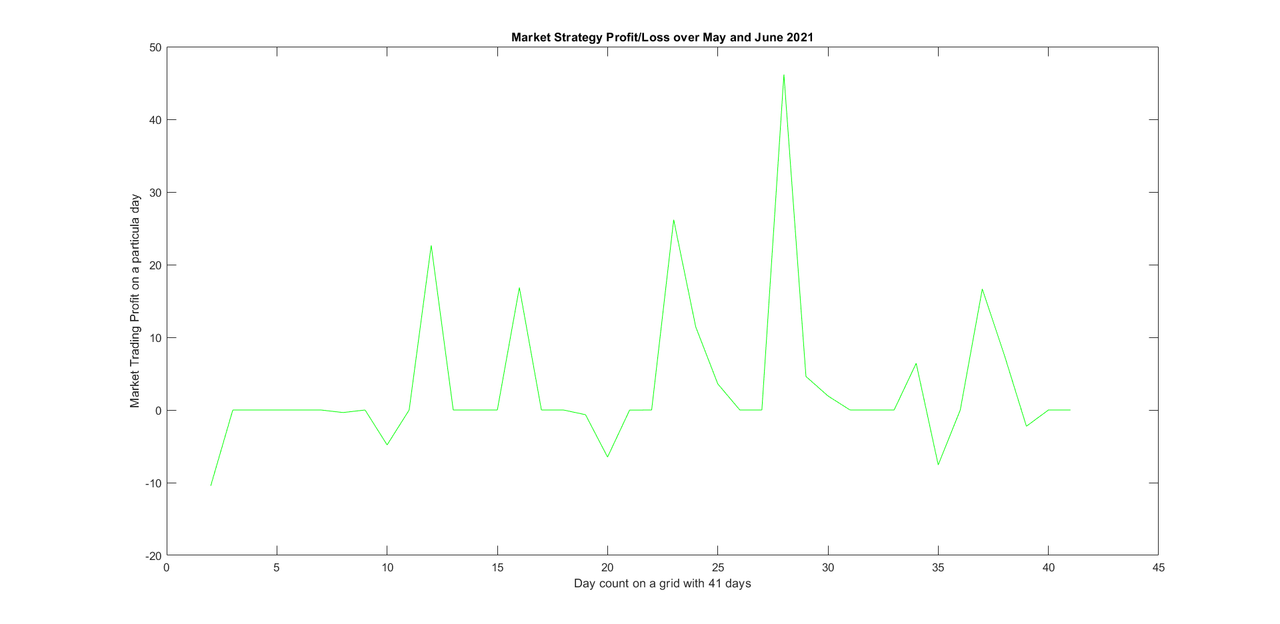 Market Strategy Profit/Loss over May and June 2021
50
40
30
20
10
0
-10
-20
Market Trading Profit on a particula day
0 5 10 15 20 25 30 35 40 45
Day count on a grid with 41 days